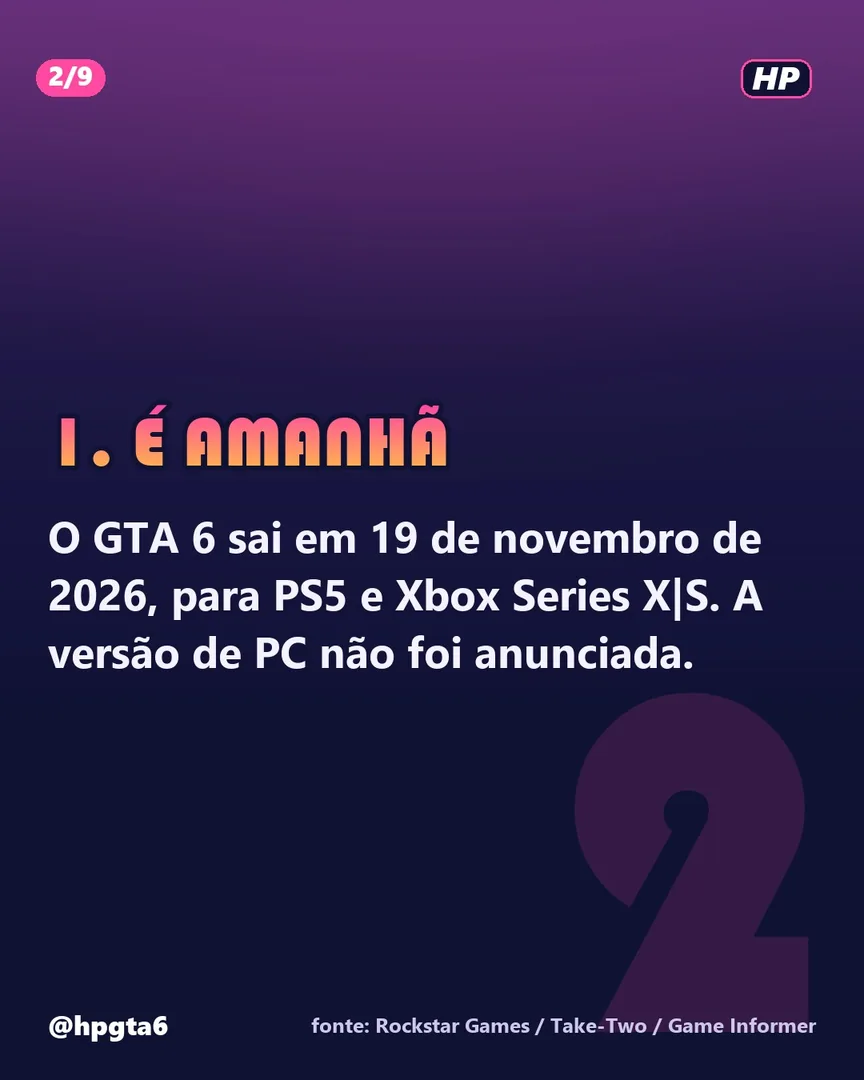 2/9
HP
1. É AMANHÃ
O GTA 6 sai em 19 de novembro de
2026, para PS5 e Xbox Series X|S. A
versão de PC não foi anunciada.
2
@hpgta6
fonte: Rockstar Games / Take-Two / Game Informer